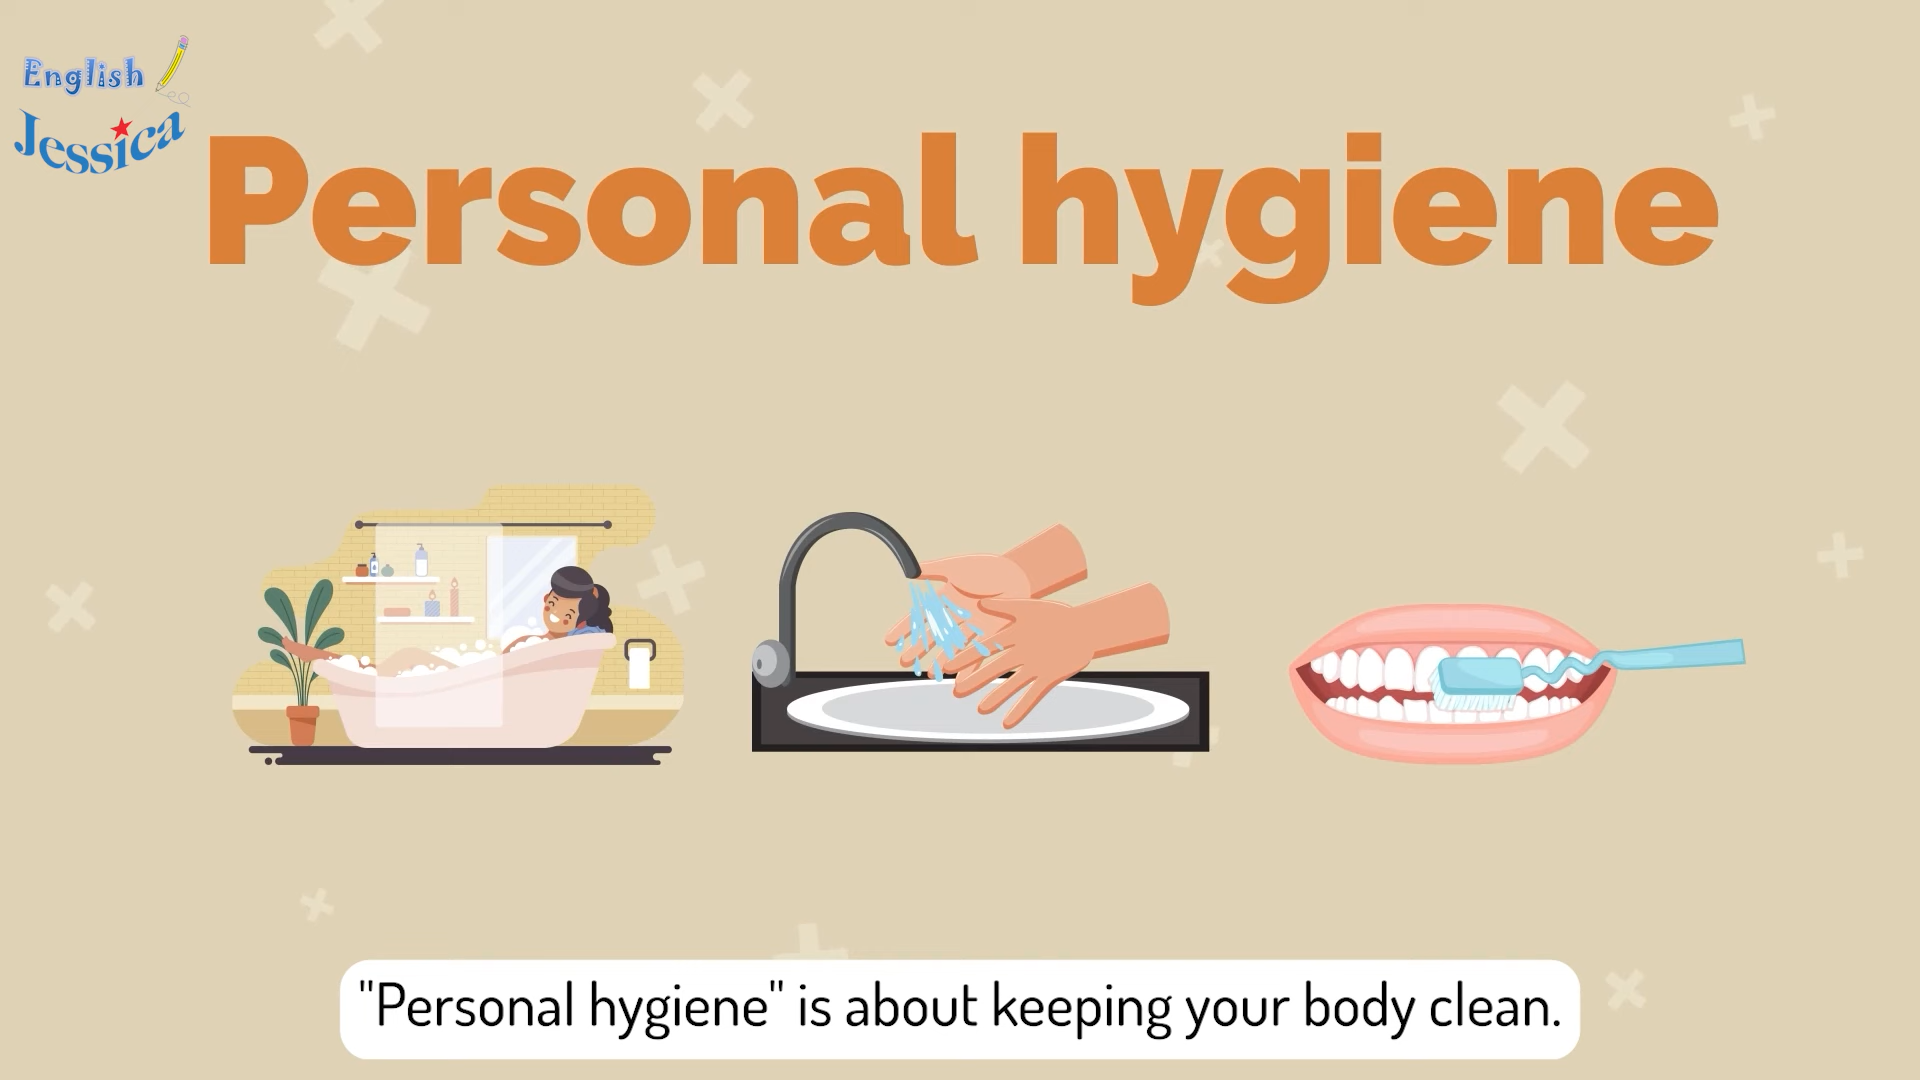 English
Jessica
Personal hygiene
"Personal hygiene" is about keeping your body clean.